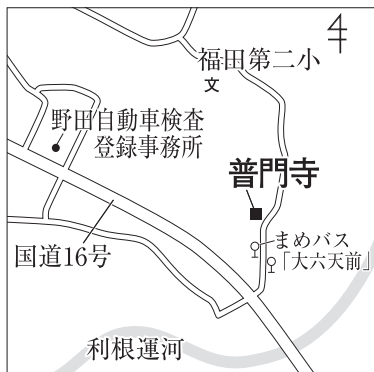 福田第二小
文
野田自動車検査
登録事務所
普門寺
まめバス
「大六天前」
国道16号
利根運河